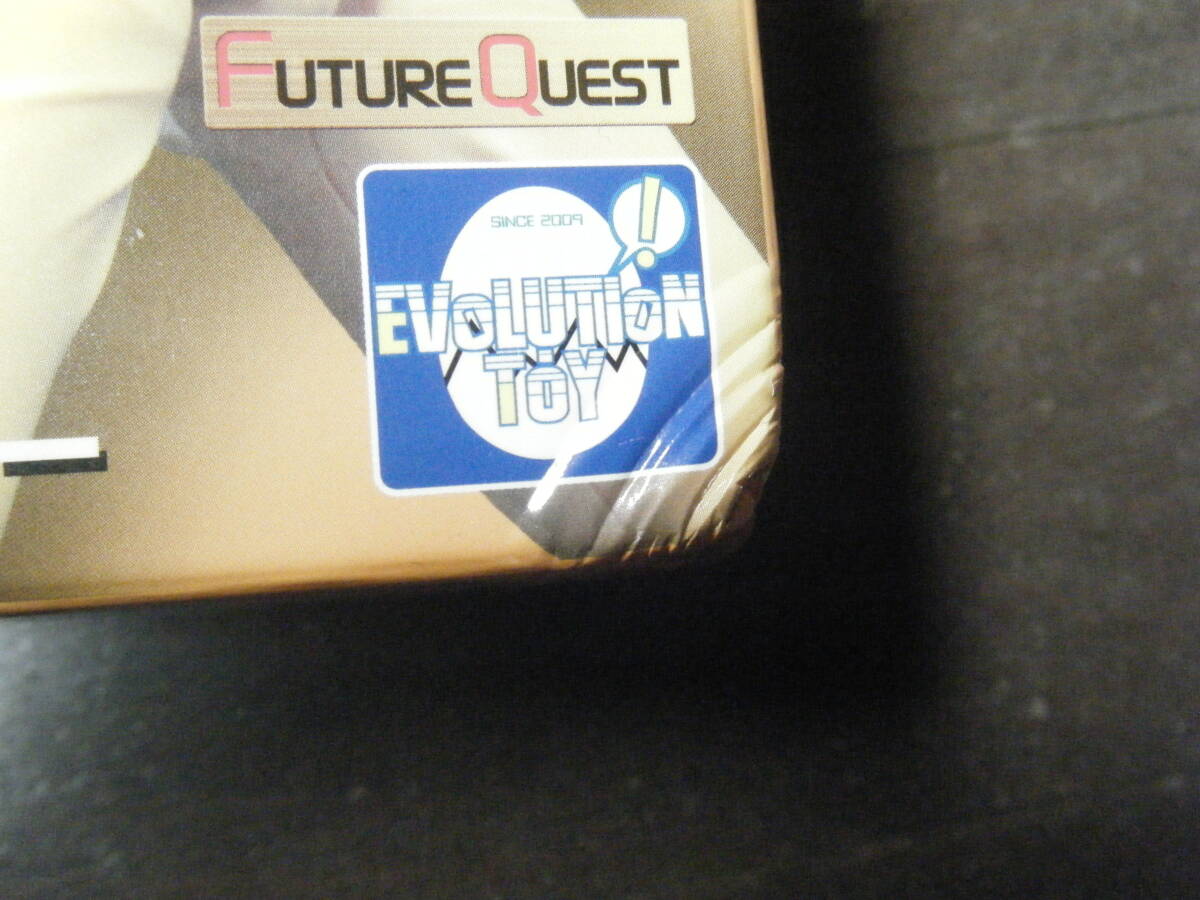 FUTURE QUEST
SINCE 2009
!
EVOLUTION
TOY